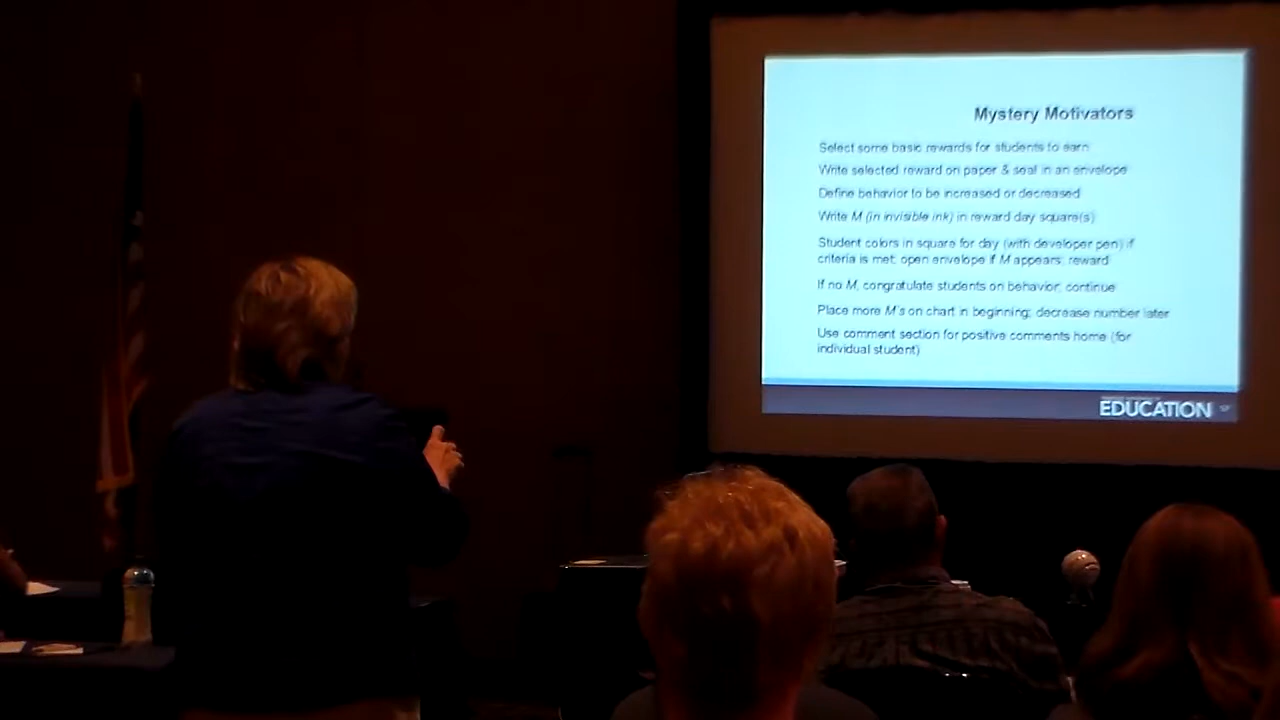 Mystery Motivators
Select some basic rewards for students to earn
Write selected reward on paper & seal in an envelope
Define behavior to be increased or decreased
Write M (in invisible ink) in reward day square(s)
Student colors in square for day (with developer pen) if
criteria is met; open envelope if M appears; reward
If no M, congratulate students on behavior; continue
Place more M's on chart in beginning; decrease number later
Use comment section for positive comments home (for
individual student)
EDUCATION